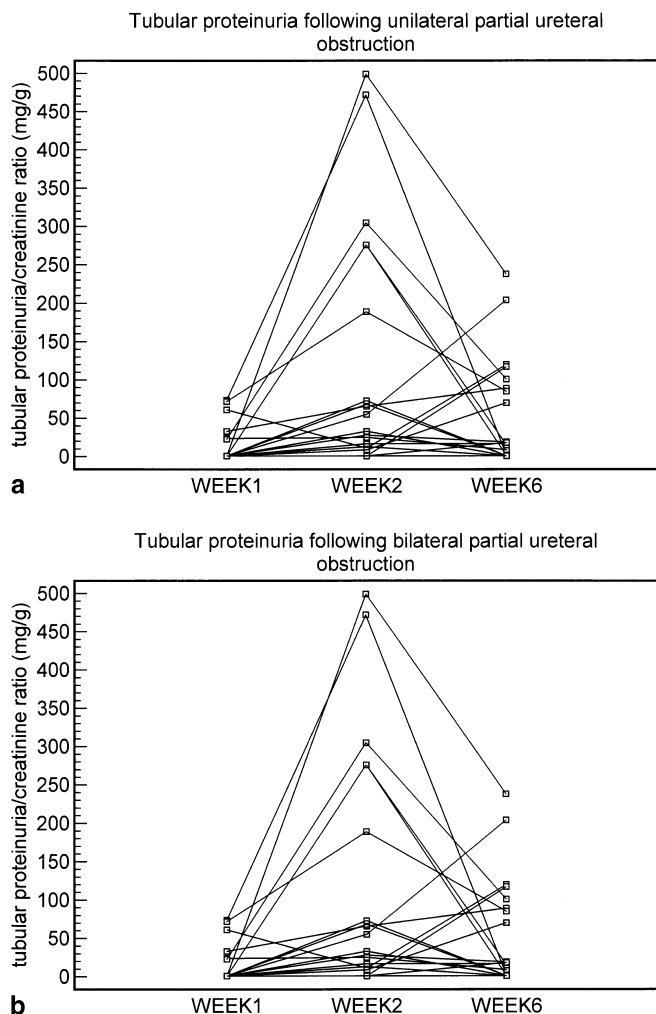 Tubular proteinuria following unilateral partial ureteral
obstruction
tubular proteinuria/creatinine ratio (mg/g)
500
450
400
350
300
250
200
150
100
50
0
WEEK1 WEEK2 WEEK6
a
Tubular proteinuria following bilateral partial ureteral
obstruction
tubular proteinuria/creatinine ratio (mg/g)
500
450
400
350
300
250
200
150
100
50
0
WEEK1 WEEK2 WEEK6
b